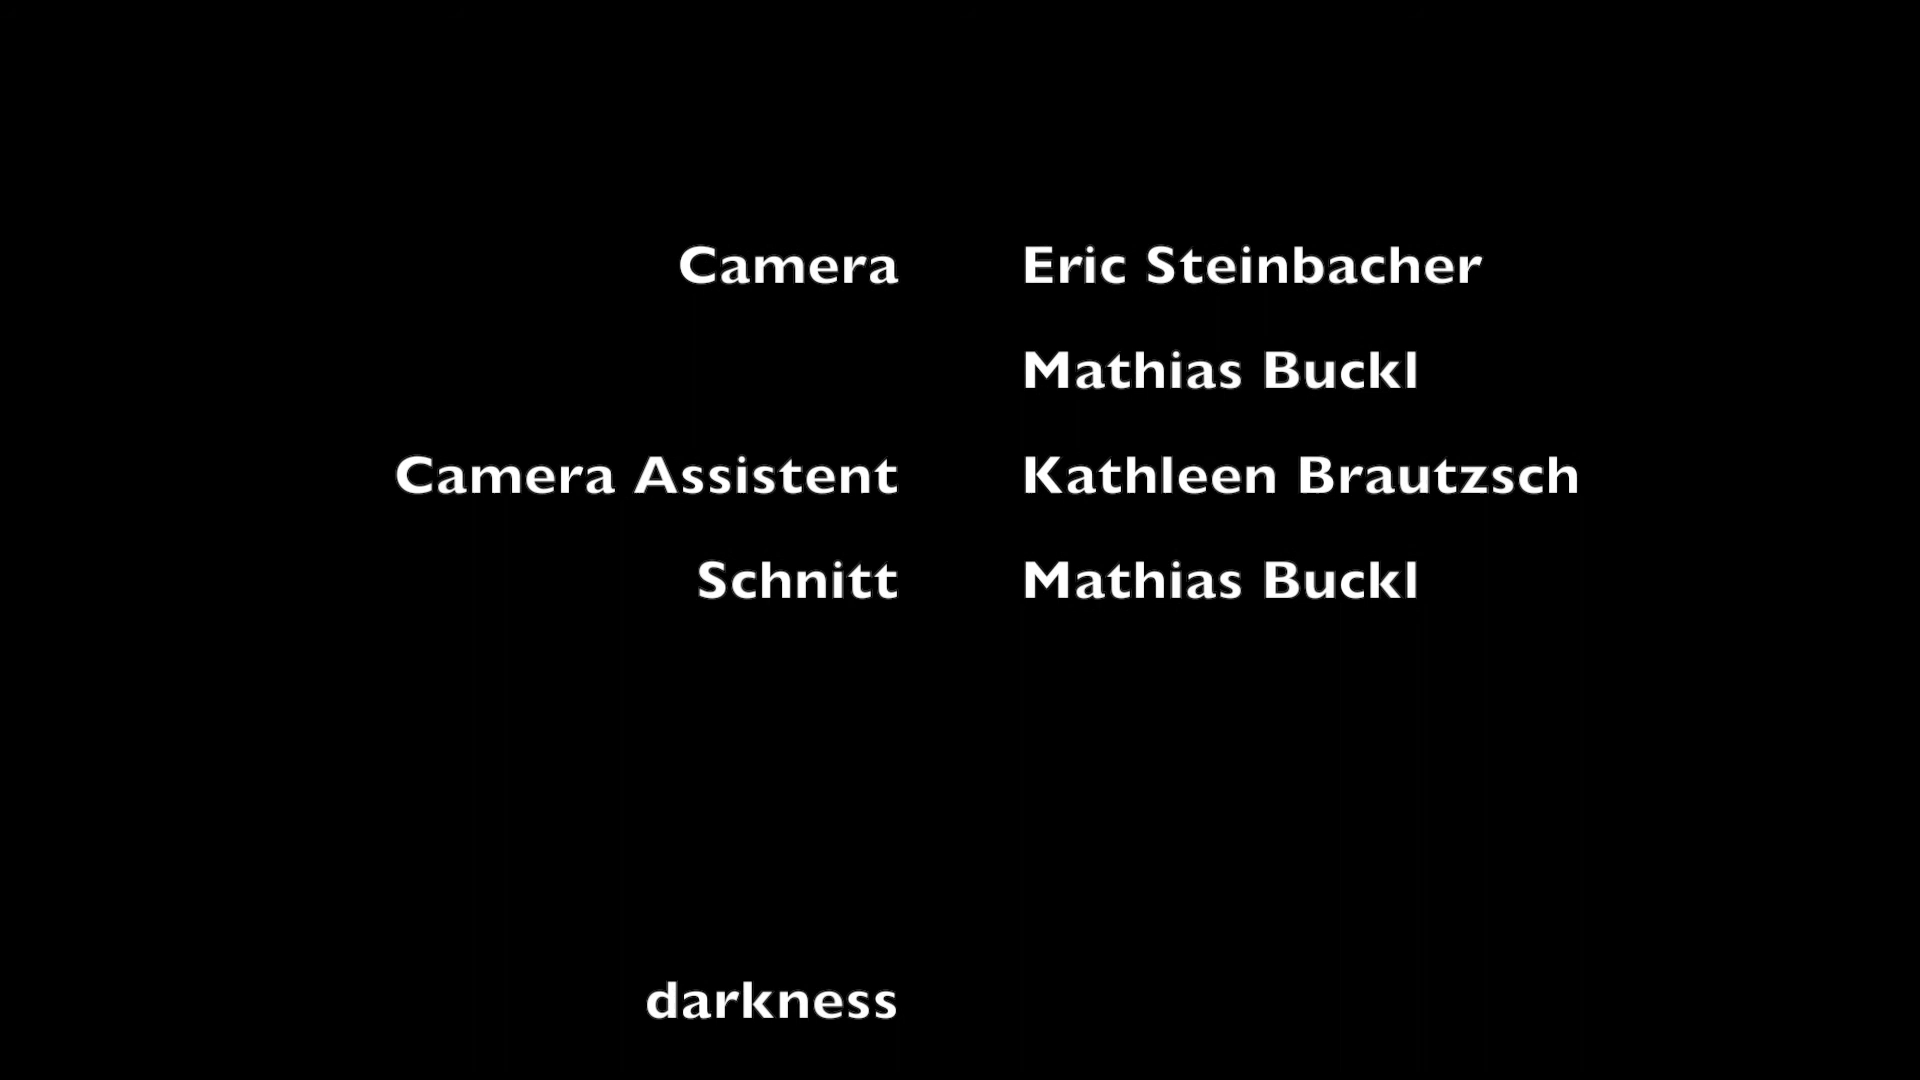 Camera Eric Steinbacher
Mathias Buckl
Camera Assistent Kathleen Brautzsch
Schnitt Mathias Buckl
darkness